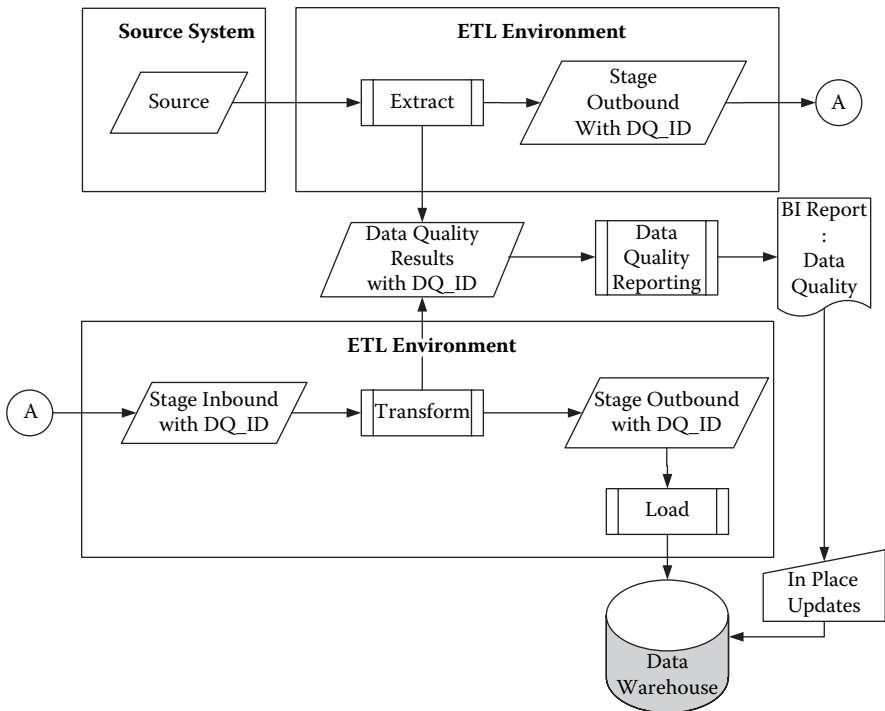 Source System
ETL Environment
Source
Extract
Stage
Outbound
With DQ_ID
A
Data Quality
Results
with DQ_ID
Data
Quality
Reporting
BI Report
:
Data
Quality
ETL Environment
A
Stage Inbound
with DQ_ID
Transform
Stage Outbound
with DQ_ID
Load
In Place
Updates
Data
Warehouse